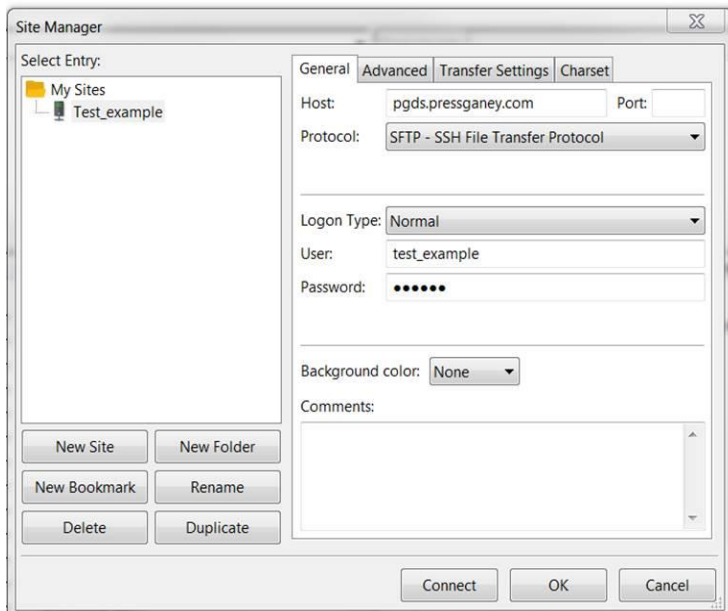 Site Manager
Select Entry:
My Sites
Test_example
New Site
New Folder
New Bookmark
Rename
Delete
Duplicate
General
Advanced
Transfer Settings
Charset
Host:
pgds.pressganey.com
Port:
Protocol:
SFTP - SSH File Transfer Protocol
Logon Type:
Normal
User:
test_example
Password:
●●●●●●
Background color:
None
Comments:
Connect
OK
Cancel